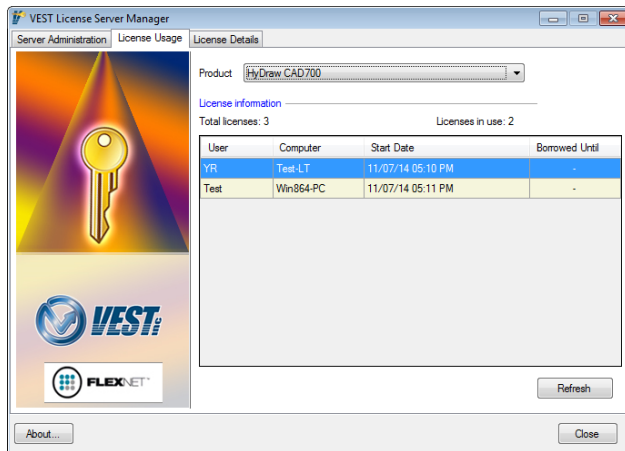 VEST License Server Manager
Server Administration License Usage License Details
Product HyDraw CAD700
License information
Total licenses: 3 Licenses in use: 2
User Computer Start Date Borrowed Until
YR Test-LT 11/07/14 05:10 PM -
Test Win864-PC 11/07/14 05:11 PM -
VEST
FLEXNET
Refresh
About... Close